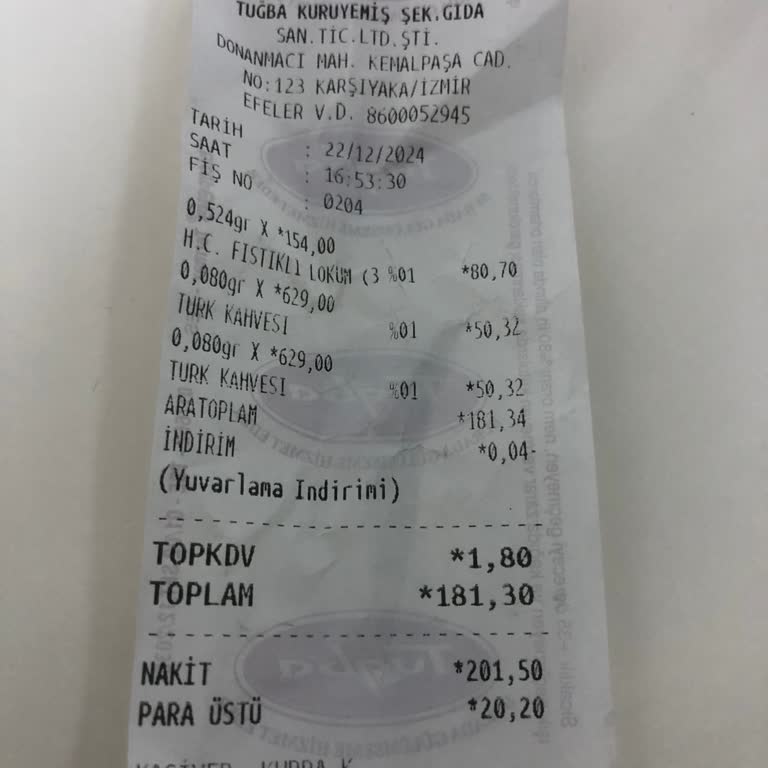 TUĞBA KURUYEMİŞ ŞEK.GIDA
SAN.TİC.LTD.ŞTİ.
DONANMACI MAH. KEMALPAŞA CAD.
NO:123 KARŞIYAKA/İZMİR
EFELER V.D. 8600052945
TARİH : 22/12/2024
SAAT : 16:53:30
FİŞ NO : 0204
0,524gr X *154,00
H.C. FISTIKLI LOKUM (3 %01 *80,70
0,080gr X *629,00
TURK KAHVESI %01 *50,32
0,080gr X *629,00
TURK KAHVESI %01 *50,32
ARATOPLAM *181,34
İNDİRİM *0,04-
(Yuvarlama Indirimi)
TOPKDV *1,80
TOPLAM *181,30
NAKİT *201,50
PARA ÜSTÜ *20,20